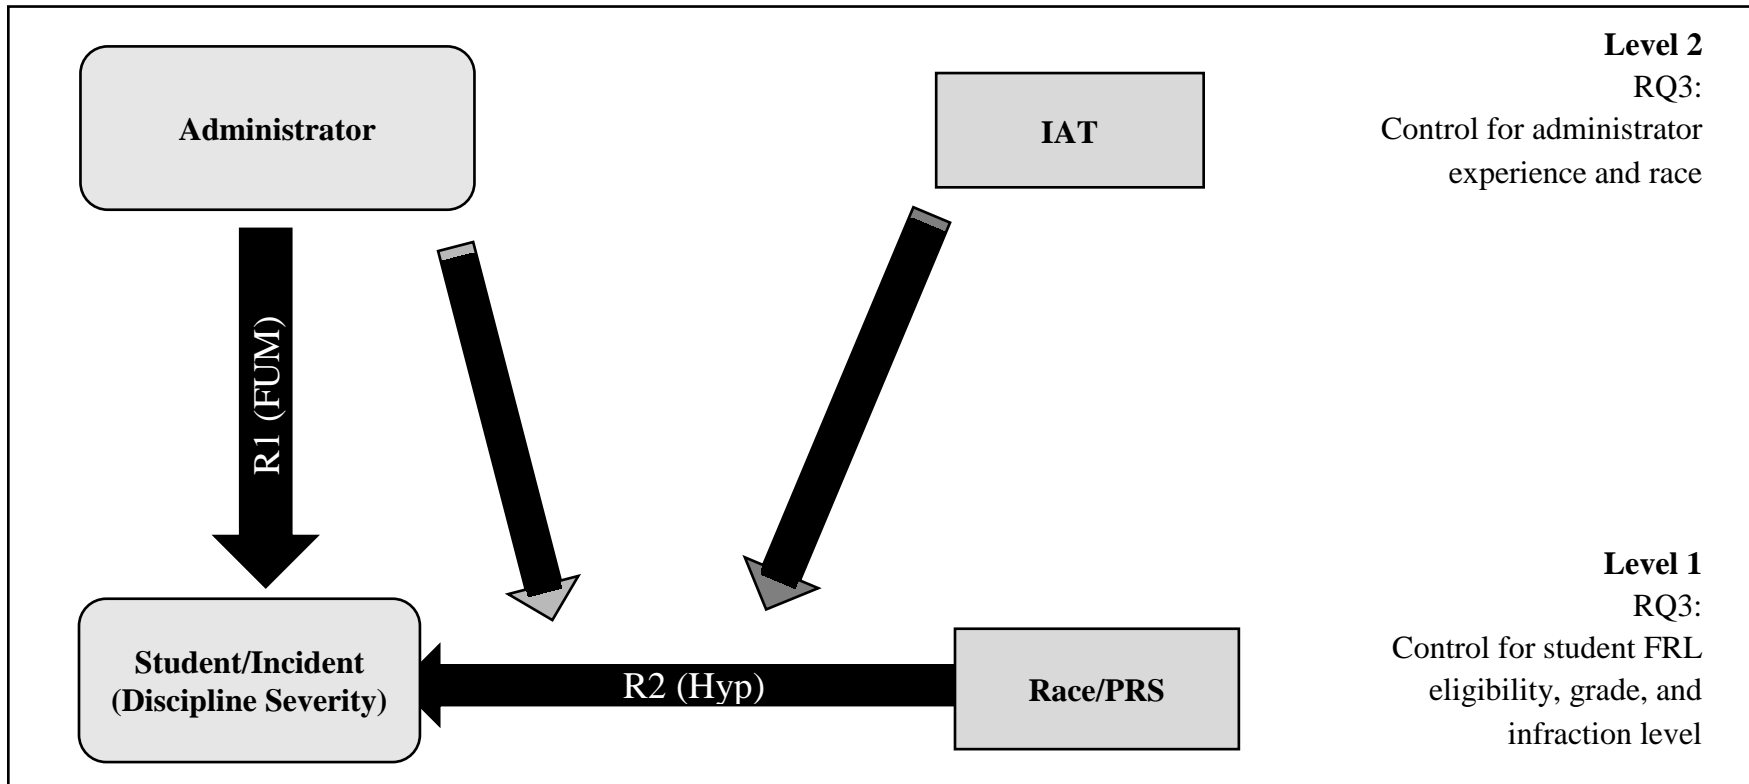 Level 2
RQ3:
Control for administrator
experience and race
Administrator
IAT
R1 (FUM)
Level 1
RQ3:
Control for student FRL
eligibility, grade, and
infraction level
Student/Incident
(Discipline Severity)
R2 (Hyp)
Race/PRS